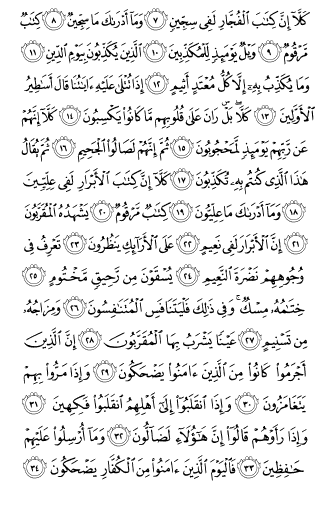 كَلَّآ إِنَّ كِتَٰبَ ٱلْفُجَّارِ لَفِى سِجِّينٍ ٧ وَمَآ أَدْرَىٰكَ مَا سِجِّينٌ ٨ كِتَٰبٌ
مَّرْقُومٌ ٩ وَيْلٌ يَوْمَئِذٍ لِّلْمُكَذِّبِينَ ١٠ ٱلَّذِينَ يُكَذِّبُونَ بِيَوْمِ ٱلدِّينِ ١١
وَمَا يُكَذِّبُ بِهِۦٓ إِلَّا كُلُّ مُعْتَدٍ أَثِيمٍ ١٢ إِذَا تُتْلَىٰ عَلَيْهِ ءَايَٰتُنَا قَالَ أَسَٰطِيرُ
ٱلْأَوَّلِينَ ١٣ كَلَّا ۖ بَلْ ۜ رَانَ عَلَىٰ قُلُوبِهِم مَّا كَانُوا۟ يَكْسِبُونَ ١٤ كَلَّآ إِنَّهُمْ
عَن رَّبِّهِمْ يَوْمَئِذٍ لَّمَحْجُوبُونَ ١٥ ثُمَّ إِنَّهُمْ لَصَالُوا۟ ٱلْجَحِيمِ ١٦ ثُمَّ يُقَالُ
هَٰذَا ٱلَّذِى كُنتُم بِهِۦ تُكَذِّبُونَ ١٧ كَلَّآ إِنَّ كِتَٰبَ ٱلْأَبْرَارِ لَفِى عِلِّيِّينَ
١٨ وَمَآ أَدْرَىٰكَ مَا عِلِّيُّونَ ١٩ كِتَٰبٌ مَّرْقُومٌ ٢٠ يَشْهَدُهُ ٱلْمُقَرَّبُونَ
٢١ إِنَّ ٱلْأَبْرَارَ لَفِى نَعِيمٍ ٢٢ عَلَى ٱلْأَرَآئِكِ يَنظُرُونَ ٢٣ تَعْرِفُ فِى
وُجُوهِهِمْ نَضْرَةَ ٱلنَّعِيمِ ٢٤ يُسْقَوْنَ مِن رَّحِيقٍ مَّخْتُومٍ ٢٥
خِتَٰمُهُۥ مِسْكٌ ۚ وَفِى ذَٰلِكَ فَلْيَتَنَافَسِ ٱلْمُتَنَٰفِسُونَ ٢٦ وَمِزَاجُهُۥ
مِن تَسْنِيمٍ ٢٧ عَيْنًا يَشْرَبُ بِهَا ٱلْمُقَرَّبُونَ ٢٨ إِنَّ ٱلَّذِينَ
أَجْرَمُوا۟ كَانُوا۟ مِنَ ٱلَّذِينَ ءَامَنُوا۟ يَضْحَكُونَ ٢٩ وَإِذَا مَرُّوا۟ بِهِمْ
يَتَغَامَزُونَ ٣٠ وَإِذَا ٱنقَلَبُوٓا۟ إِلَىٰٓ أَهْلِهِمُ ٱنقَلَبُوا۟ فَكِهِينَ ٣١
وَإِذَا رَأَوْهُمْ قَالُوٓا۟ إِنَّ هَٰٓؤُلَآءِ لَضَآلُّونَ ٣٢ وَمَآ أُرْسِلُوا۟ عَلَيْهِمْ
حَٰفِظِينَ ٣٣ فَٱلْيَوْمَ ٱلَّذِينَ ءَامَنُوا۟ مِنَ ٱلْكُفَّارِ يَضْحَكُونَ ٣٤